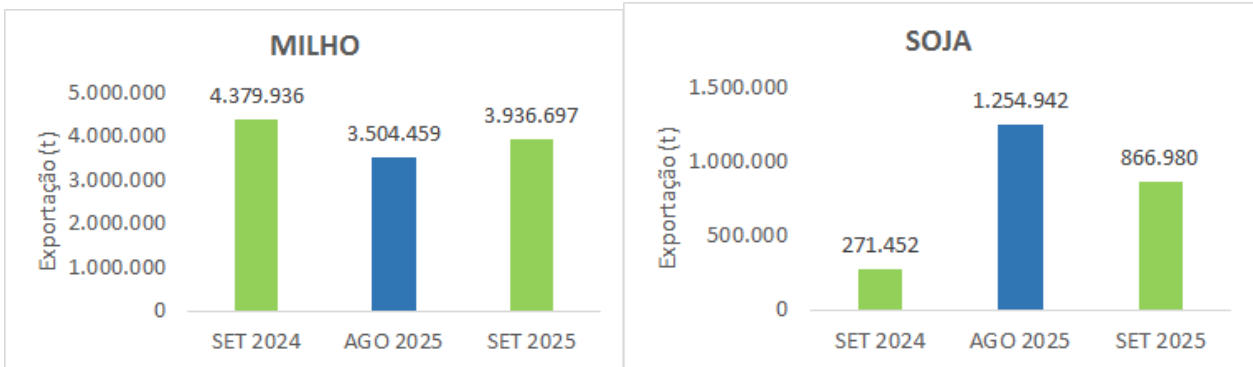 MILHO
Exportação (t)
5.000.000
4.000.000
3.000.000
2.000.000
1.000.000
0
4.379.936
3.504.459
3.936.697
SET 2024 AGO 2025 SET 2025
SOJA
Exportação (t)
1.500.000
1.000.000
500.000
0
271.452
1.254.942
866.980
SET 2024 AGO 2025 SET 2025